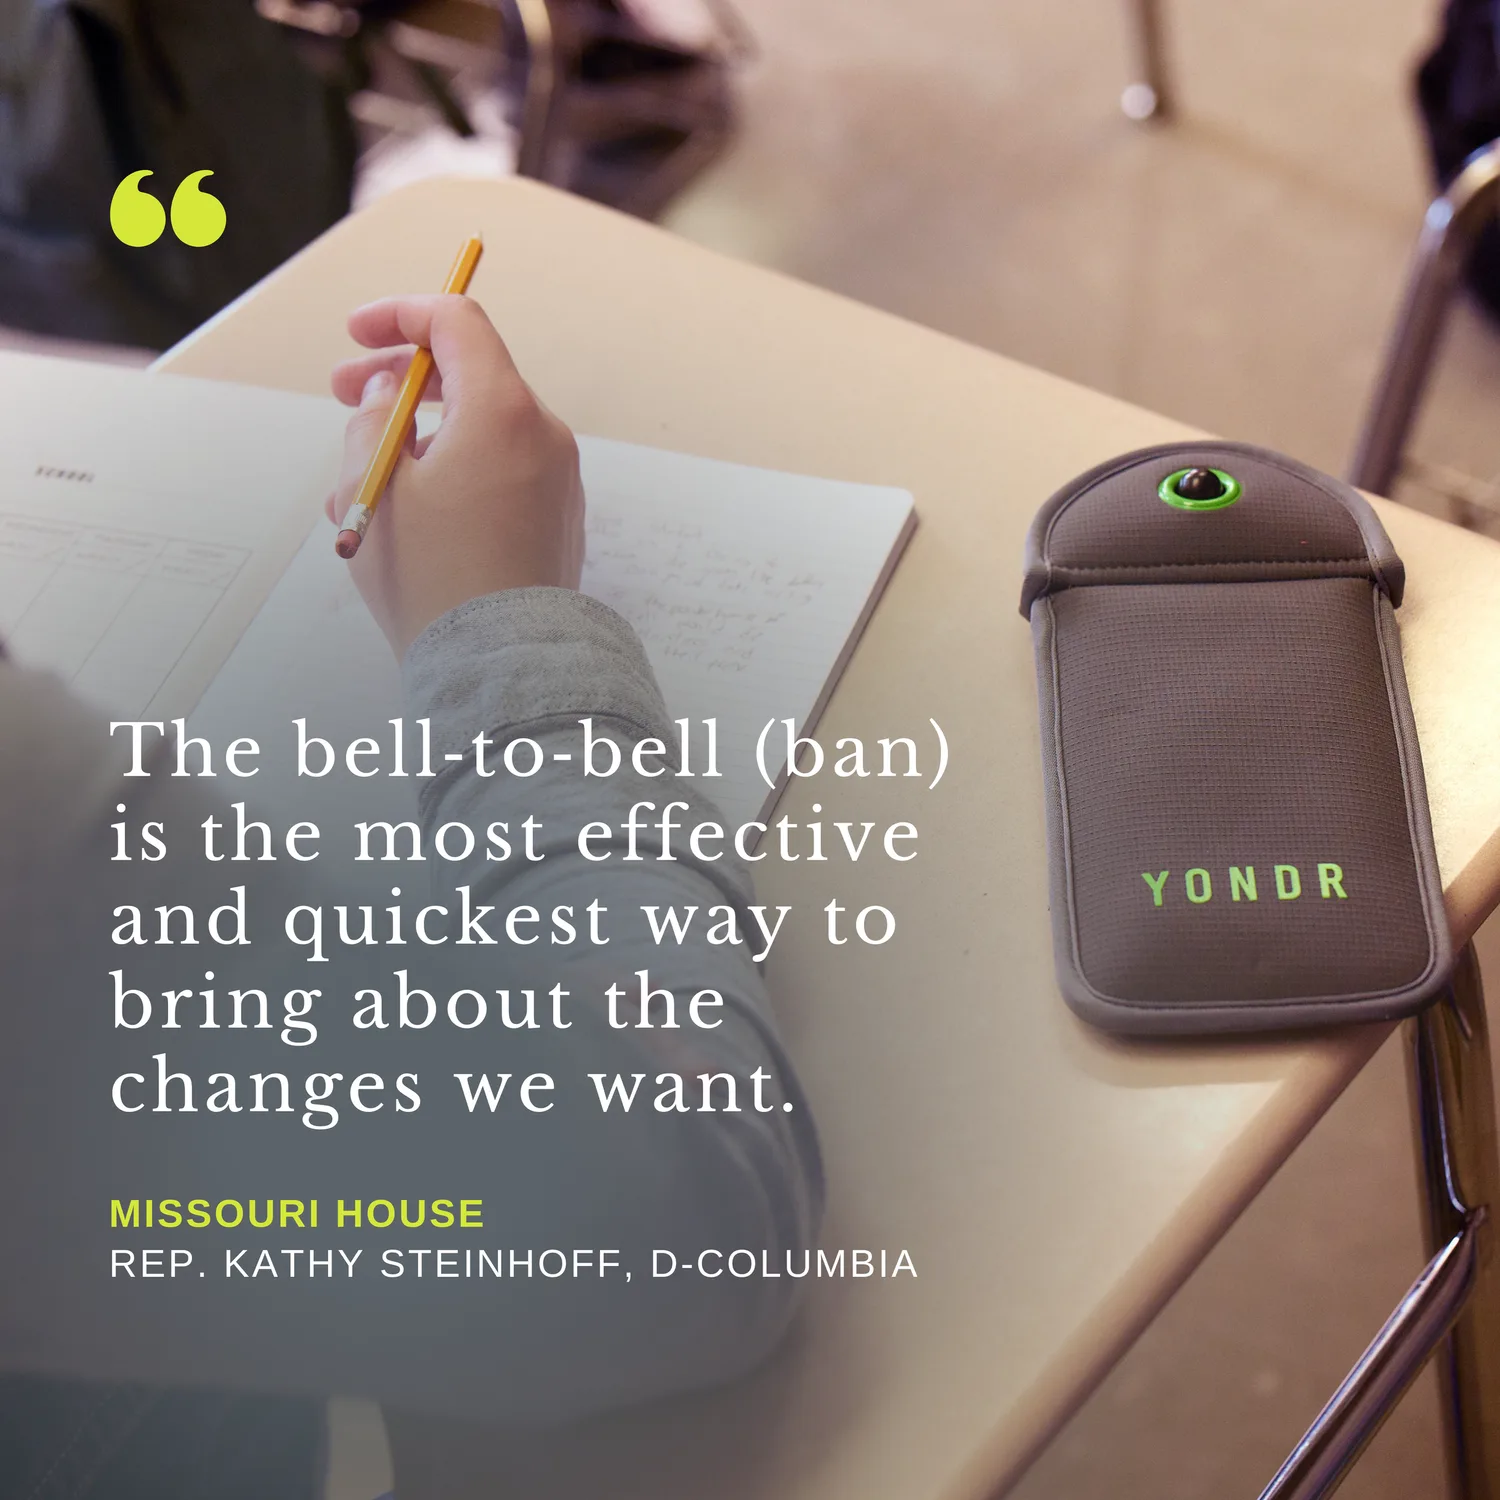 “
The bell-to-bell (ban)
is the most effective
and quickest way to
bring about the
changes we want.
MISSOURI HOUSE
REP. KATHY STEINHOFF, D-COLUMBIA
YONDR
SCHOOL